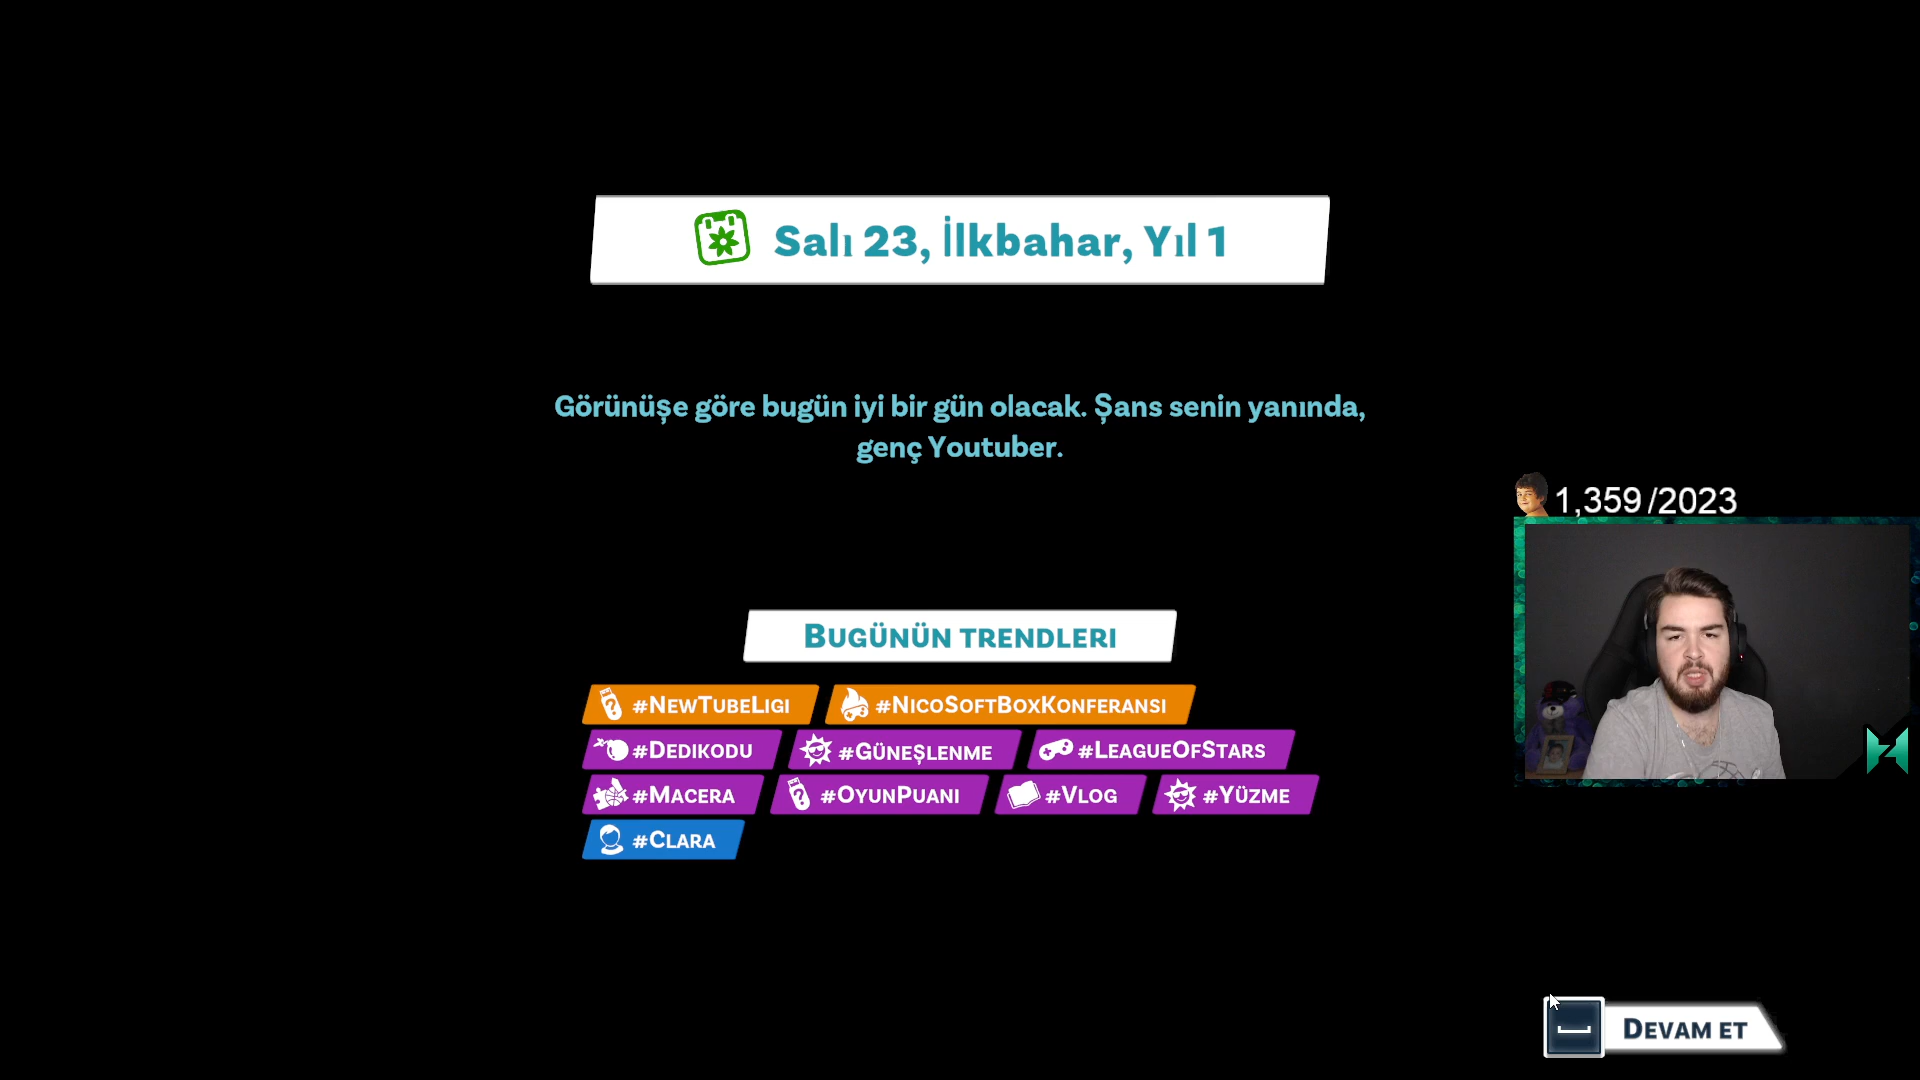 Salı 23, İlkbahar, Yıl 1
Görünüşe göre bugün iyi bir gün olacak. Şans senin yanında,
genç Youtuber.
1,359/2023
BUGÜNÜN TRENDLERI
#NEWTUBELIGI #NICOSOFTBOXKONFERANSI
#DEDIKODU #GÜNEŞLENME #LEAGUEOFSTARS
#MACERA #OYUNPUANI #VLOG #YÜZME
#CLARA
DEVAM ET